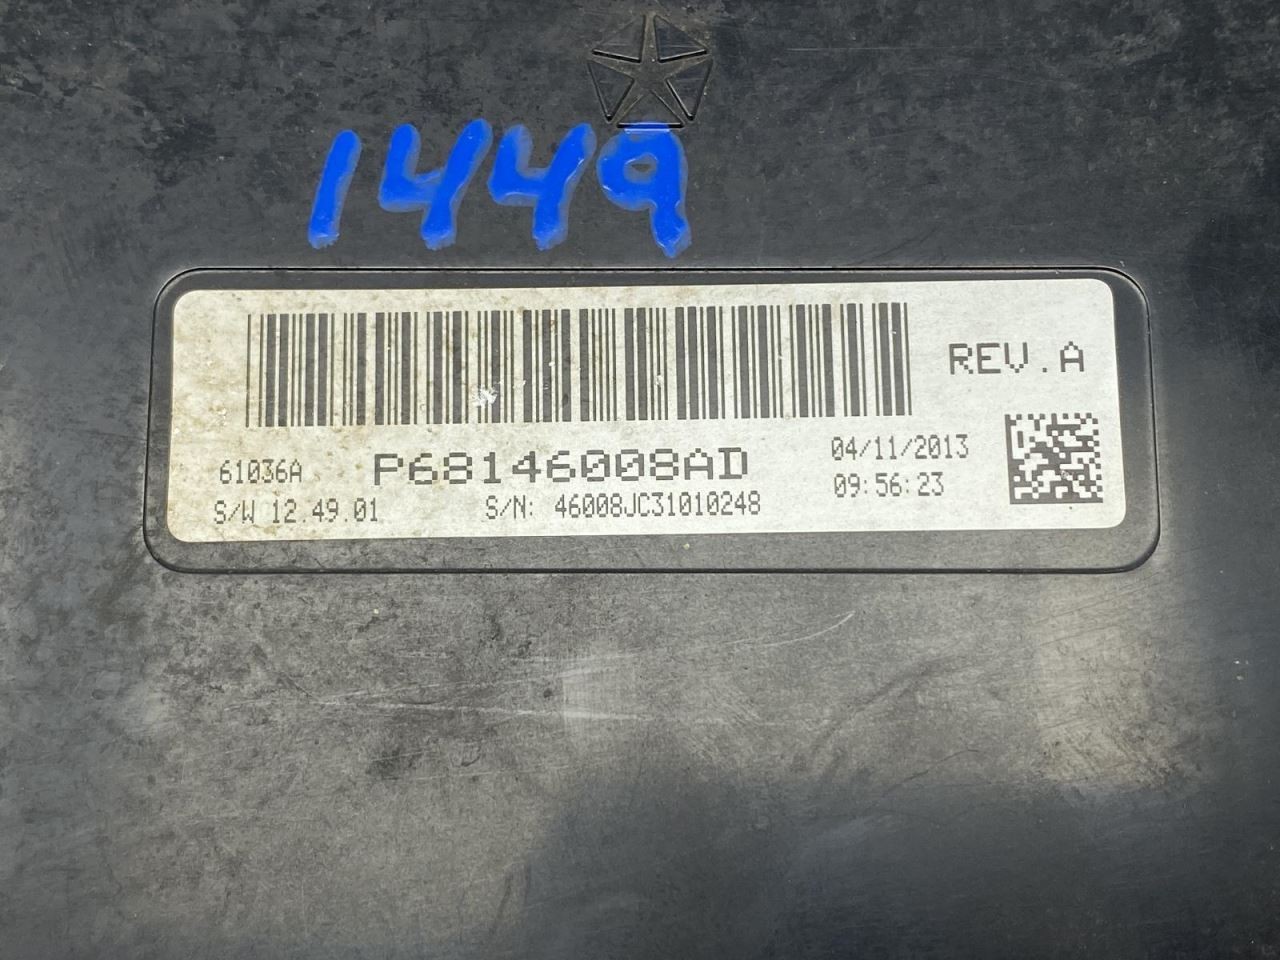 1449
REV.A
61036A P68146008AD 04/11/2013
S/W 12.49.01 S/N: 46008JC31010248 09:56:23